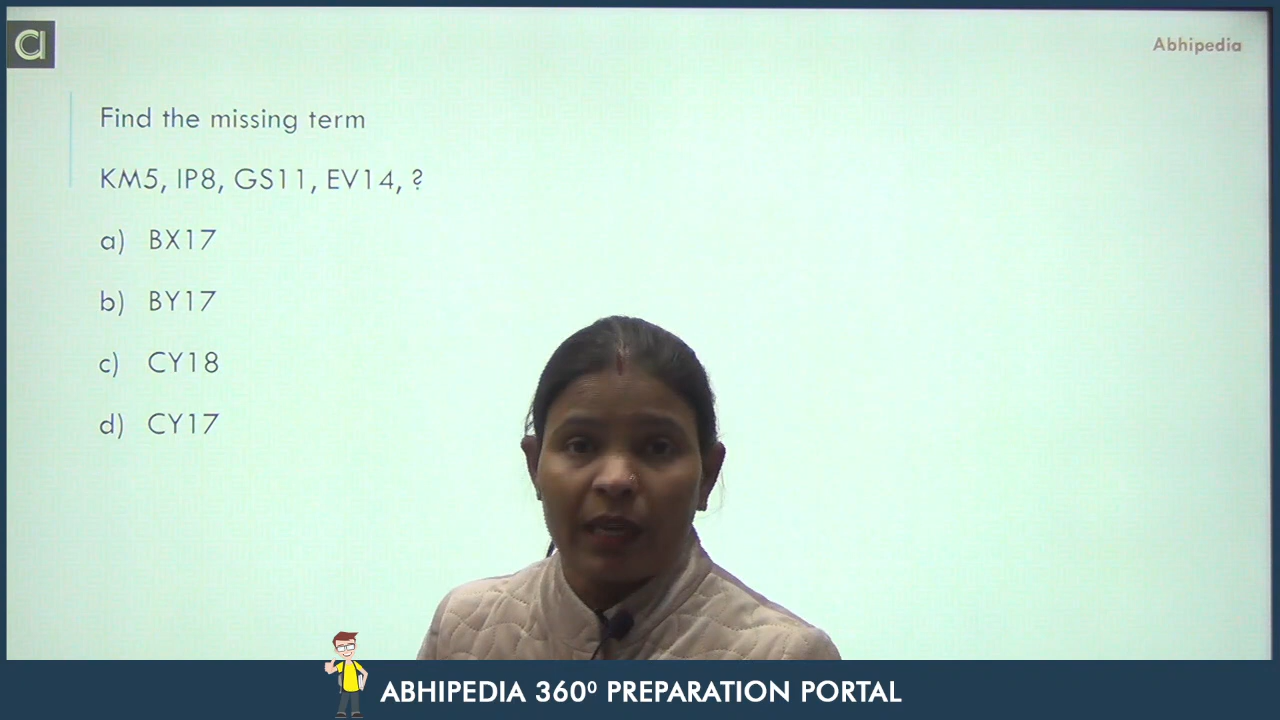 Abhipedia
Find the missing term
KM5, IP8, GS11, EV14, ?
a) BX17
b) BY17
c) CY18
d) CY17
ABHIPEDIA 360⁰ PREPARATION PORTAL